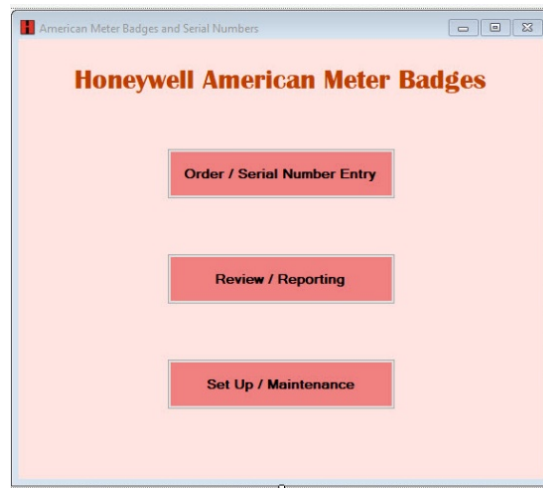 American Meter Badges and Serial Numbers
Honeywell American Meter Badges
Order / Serial Number Entry
Review / Reporting
Set Up / Maintenance